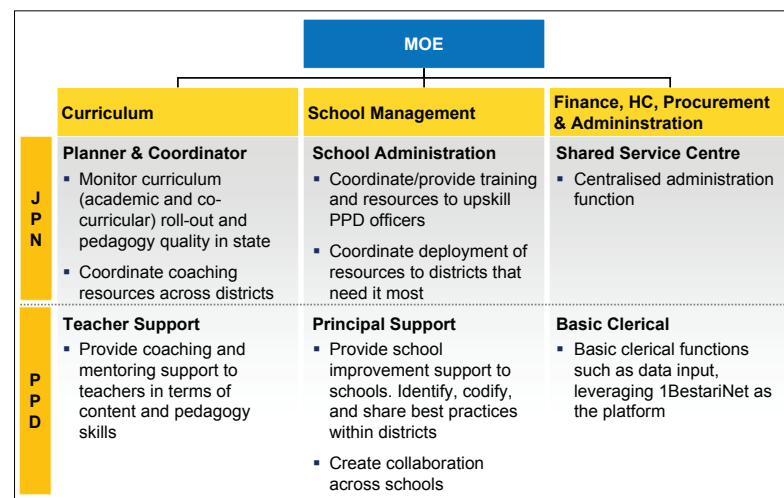 MOE
Curriculum
School Management
Finance, HC, Procurement
& Admininstration
J
P
N
Planner & Coordinator
▪ Monitor curriculum
(academic and co-
curricular) roll-out and
pedagogy quality in state
▪ Coordinate coaching
resources across districts
School Administration
▪ Coordinate/provide training
and resources to upskill
PPD officers
▪ Coordinate deployment of
resources to districts that
need it most
Shared Service Centre
▪ Centralised administration
function
P
P
D
Teacher Support
▪ Provide coaching and
mentoring support to
teachers in terms of
content and pedagogy
skills
Principal Support
▪ Provide school
improvement support to
schools. Identify, codify,
and share best practices
within districts
▪ Create collaboration
across schools
Basic Clerical
▪ Basic clerical functions
such as data input,
leveraging 1BestariNet as
the platform